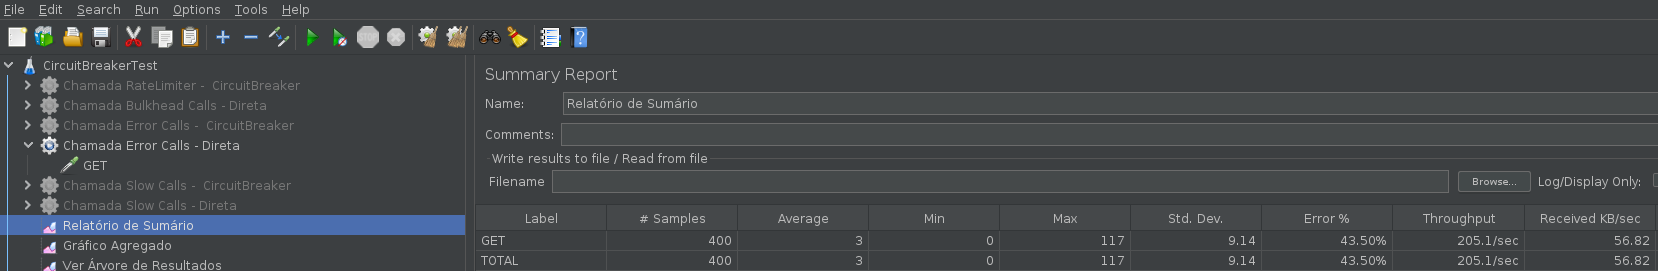 File Edit Search Run Options Tools Help
STOP
CircuitBreakerTest
Chamada RateLimiter - CircuitBreaker
Chamada Bulkhead Calls - Direta
Chamada Error Calls - CircuitBreaker
Chamada Error Calls - Direta
GET
Chamada Slow Calls - CircuitBreaker
Chamada Slow Calls - Direta
Relatório de Sumário
Gráfico Agregado
Ver Árvore de Resultados
Summary Report
Name: Relatório de Sumário
Comments:
Write results to file / Read from file
Filename Browse... Log/Display Only:
Label # Samples Average Min Max Std. Dev. Error % Throughput Received KB/sec
GET 400 3 0 117 9.14 43.50% 205.1/sec 56.82
TOTAL 400 3 0 117 9.14 43.50% 205.1/sec 56.82